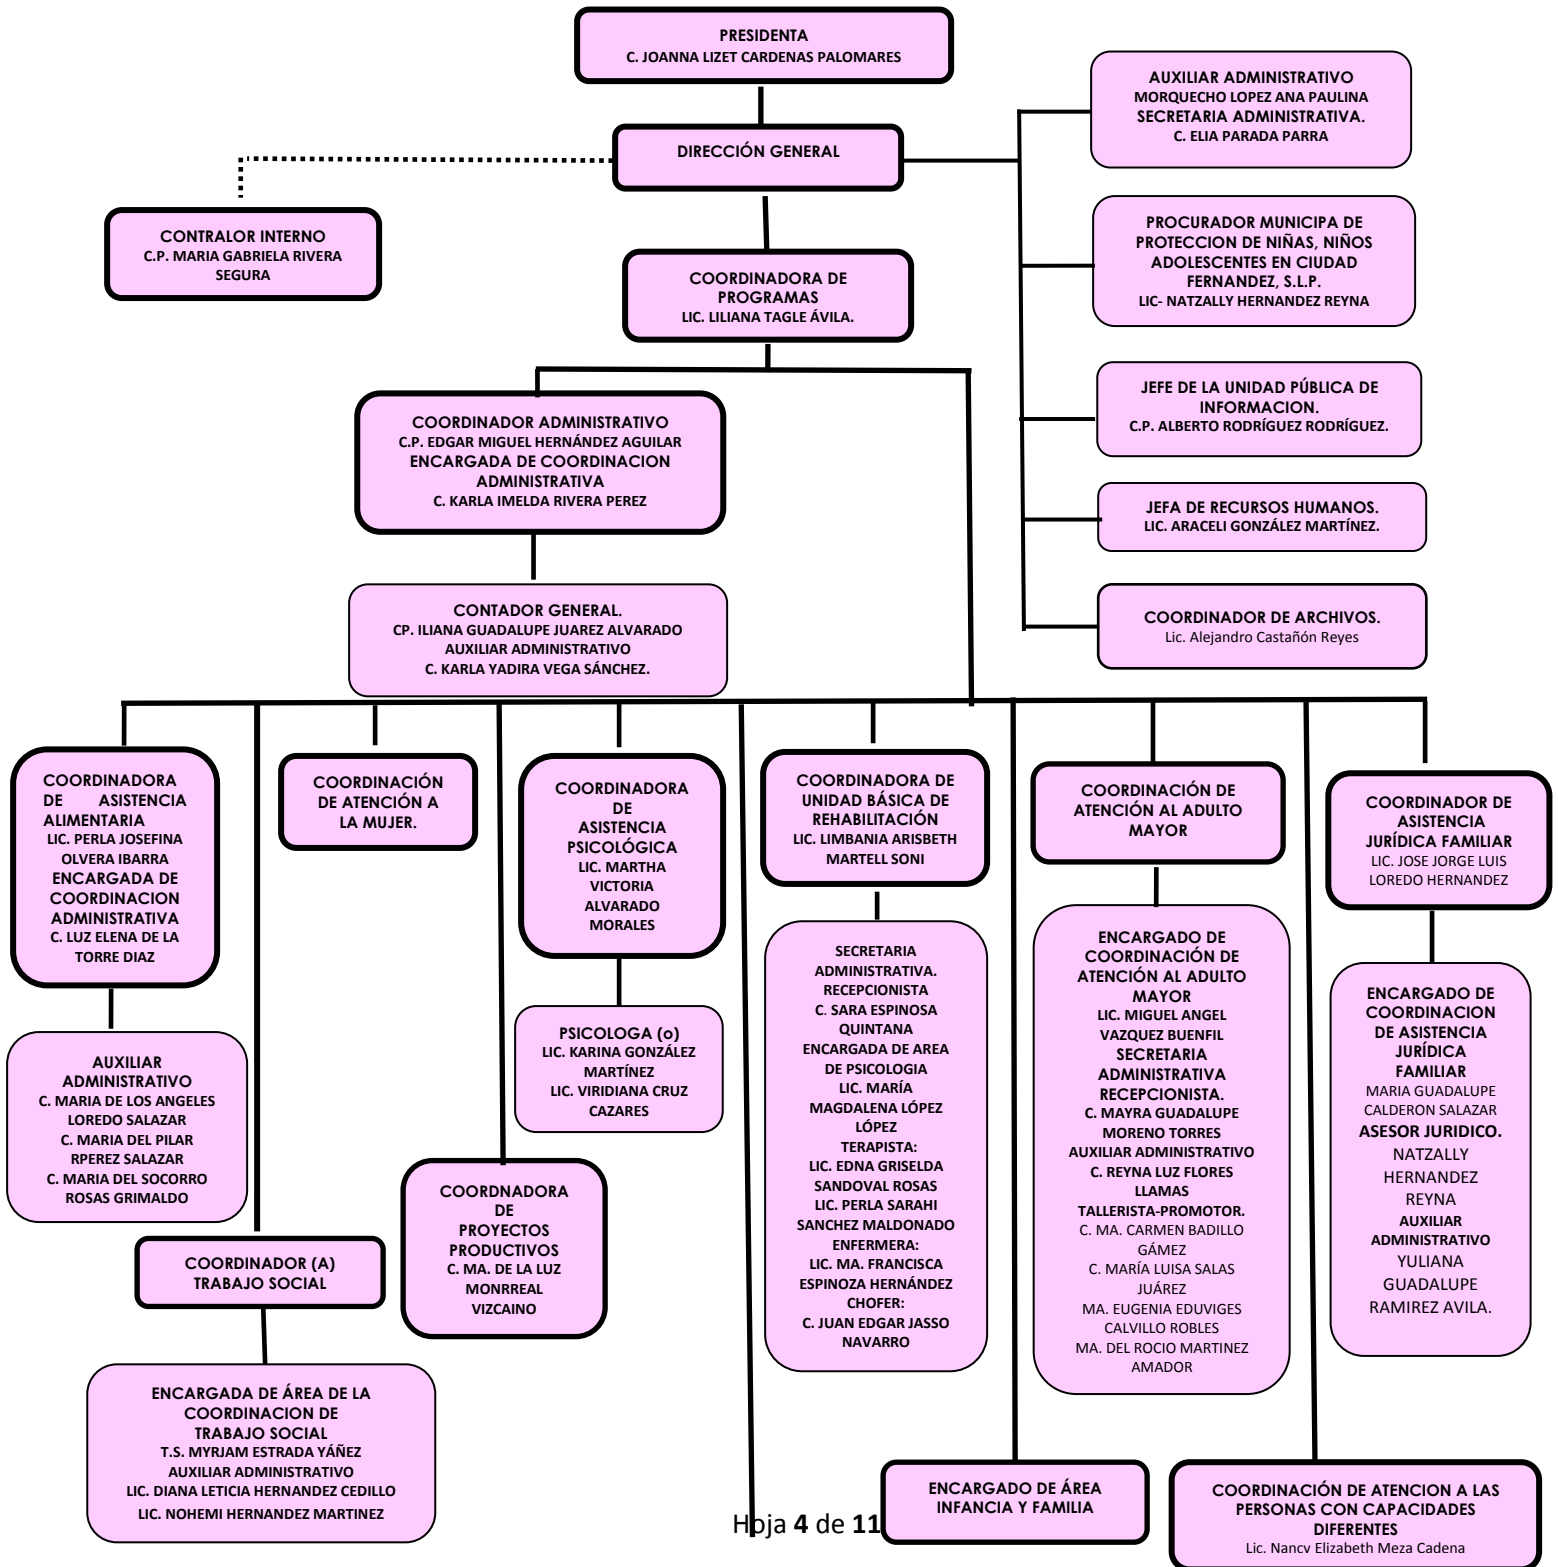 PRESIDENTA
C. JOANNA LIZET CARDENAS PALOMARES
DIRECCIÓN GENERAL
CONTRALOR INTERNO
C.P. MARIA GABRIELA RIVERA
SEGURA
COORDINADORA DE
PROGRAMAS
LIC. LILIANA TAGLE ÁVILA.
AUXILIAR ADMINISTRATIVO
MORQUECHO LOPEZ ANA PAULINA
SECRETARIA ADMINISTRATIVA.
C. ELIA PARADA PARRA
PROCURADOR MUNICIPA DE
PROTECCION DE NIÑAS, NIÑOS
ADOLESCENTES EN CIUDAD
FERNANDEZ, S.L.P.
LIC- NATZALLY HERNANDEZ REYNA
JEFE DE LA UNIDAD PÚBLICA DE
INFORMACION.
C.P. ALBERTO RODRÍGUEZ RODRÍGUEZ.
JEFA DE RECURSOS HUMANOS.
LIC. ARACELI GONZÁLEZ MARTÍNEZ.
COORDINADOR DE ARCHIVOS.
Lic. Alejandro Castañón Reyes
COORDINADOR ADMINISTRATIVO
C.P. EDGAR MIGUEL HERNÁNDEZ AGUILAR
ENCARGADA DE COORDINACION
ADMINISTRATIVA
C. KARLA IMELDA RIVERA PEREZ
CONTADOR GENERAL.
CP. ILIANA GUADALUPE JUAREZ ALVARADO
AUXILIAR ADMINISTRATIVO
C. KARLA YADIRA VEGA SÁNCHEZ.
COORDINADORA
DE ASISTENCIA
ALIMENTARIA
LIC. PERLA JOSEFINA
OLVERA IBARRA
ENCARGADA DE
COORDINACION
ADMINISTRATIVA
C. LUZ ELENA DE LA
TORRE DIAZ
AUXILIAR
ADMINISTRATIVO
C. MARIA DE LOS ANGELES
LOREDO SALAZAR
C. MARIA DEL PILAR
RPEREZ SALAZAR
C. MARIA DEL SOCORRO
ROSAS GRIMALDO
COORDINADOR (A)
TRABAJO SOCIAL
ENCARGADA DE ÁREA DE LA
COORDINACION DE
TRABAJO SOCIAL
T.S. MYRJAM ESTRADA YÁÑEZ
AUXILIAR ADMINISTRATIVO
LIC. DIANA LETICIA HERNANDEZ CEDILLO
LIC. NOHEMI HERNANDEZ MARTINEZ
COORDINACIÓN
DE ATENCIÓN A
LA MUJER.
COORDNADORA
DE
PROYECTOS
PRODUCTIVOS
C. MA. DE LA LUZ
MONRREAL
VIZCAINO
COORDINADORA
DE
ASISTENCIA
PSICOLÓGICA
LIC. MARTHA
VICTORIA
ALVARADO
MORALES
PSICOLOGA (o)
LIC. KARINA GONZÁLEZ
MARTÍNEZ
LIC. VIRIDIANA CRUZ
CAZARES
COORDINADORA DE
UNIDAD BÁSICA DE
REHABILITACIÓN
LIC. LIMBANIA ARISBETH
MARTELL SONI
SECRETARIA
ADMINISTRATIVA.
RECEPCIONISTA
C. SARA ESPINOSA
QUINTANA
ENCARGADA DE AREA
DE PSICOLOGIA
LIC. MARÍA
MAGDALENA LÓPEZ
LÓPEZ
TERAPISTA:
LIC. EDNA GRISELDA
SANDOVAL ROSAS
LIC. PERLA SARAHI
SANCHEZ MALDONADO
ENFERMERA:
LIC. MA. FRANCISCA
ESPINOZA HERNÁNDEZ
CHOFER:
C. JUAN EDGAR JASSO
NAVARRO
ENCARGADO DE ÁREA
INFANCIA Y FAMILIA
COORDINACIÓN DE
ATENCIÓN AL ADULTO
MAYOR
ENCARGADO DE
COORDINACIÓN DE
ATENCIÓN AL ADULTO
MAYOR
LIC. MIGUEL ANGEL
VAZQUEZ BUENFIL
SECRETARIA
ADMINISTRATIVA
RECEPCIONISTA.
C. MAYRA GUADALUPE
MORENO TORRES
AUXILIAR ADMINISTRATIVO
C. REYNA LUZ FLORES
LLAMAS
TALLERISTA-PROMOTOR.
C. MA. CARMEN BADILLO
GÁMEZ
C. MARÍA LUISA SALAS
JUÁREZ
MA. EUGENIA EDUVIGES
CALVILLO ROBLES
MA. DEL ROCIO MARTINEZ
AMADOR
COORDINADOR DE
ASISTENCIA
JURÍDICA FAMILIAR
LIC. JOSE JORGE LUIS
LOREDO HERNANDEZ
ENCARGADO DE
COORDINACION
DE ASISTENCIA
JURÍDICA
FAMILIAR
MARIA GUADALUPE
CALDERON SALAZAR
ASESOR JURIDICO.
NATZALLY
HERNANDEZ
REYNA
AUXILIAR
ADMINISTRATIVO
YULIANA
GUADALUPE
RAMIREZ AVILA.
COORDINACIÓN DE ATENCION A LAS
PERSONAS CON CAPACIDADES
DIFERENTES
Lic. Nancy Elizabeth Meza Cadena
Hoja 4 de 11